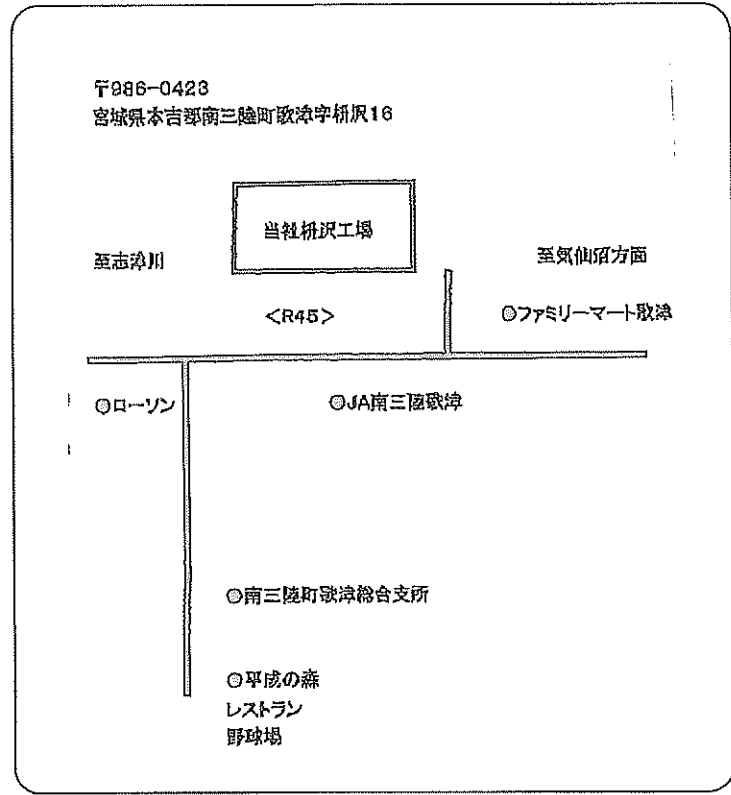 〒986-0423
宮城県本吉郡南三陸町歌津字枡沢16
当社枡沢工場
至志津川
至気仙沼方面
<R45>
◎ファミリーマート歌津
◎ローソン
◎JA南三陸歌津
◎南三陸町歌津総合支所
◎平成の森
レストラン
野球場